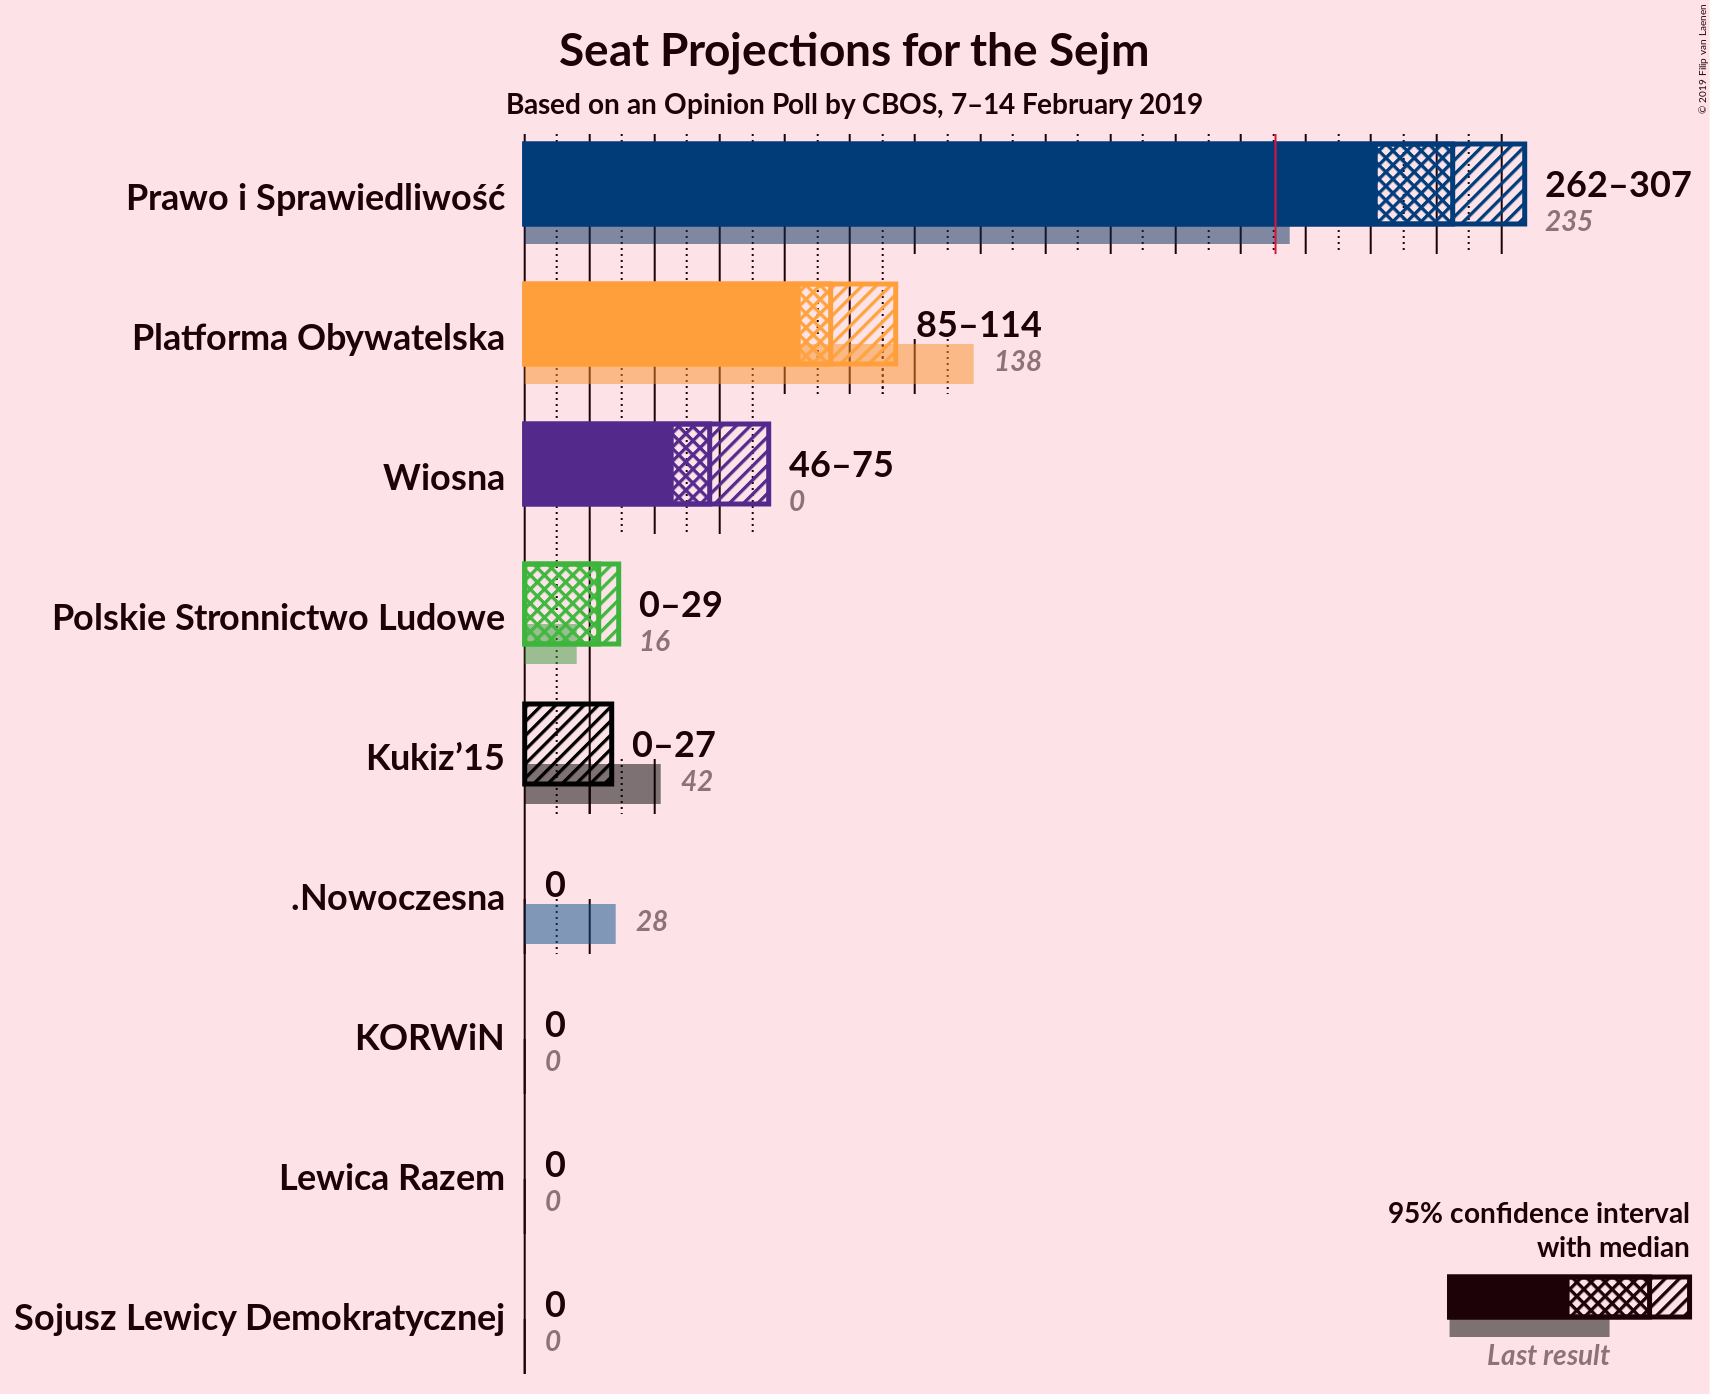 Seat Projections for the Sejm
Based on an Opinion Poll by CBOS, 7–14 February 2019
© 2019 Filip van Laenen
Prawo i Sprawiedliwość
262–307
235
Platforma Obywatelska
85–114
138
Wiosna
46–75
0
Polskie Stronnictwo Ludowe
0–29
16
Kukiz’15
0–27
42
.Nowoczesna
0
28
KORWiN
0
0
Lewica Razem
0
0
Sojusz Lewicy Demokratycznej
0
0
95% confidence interval
with median
Last result